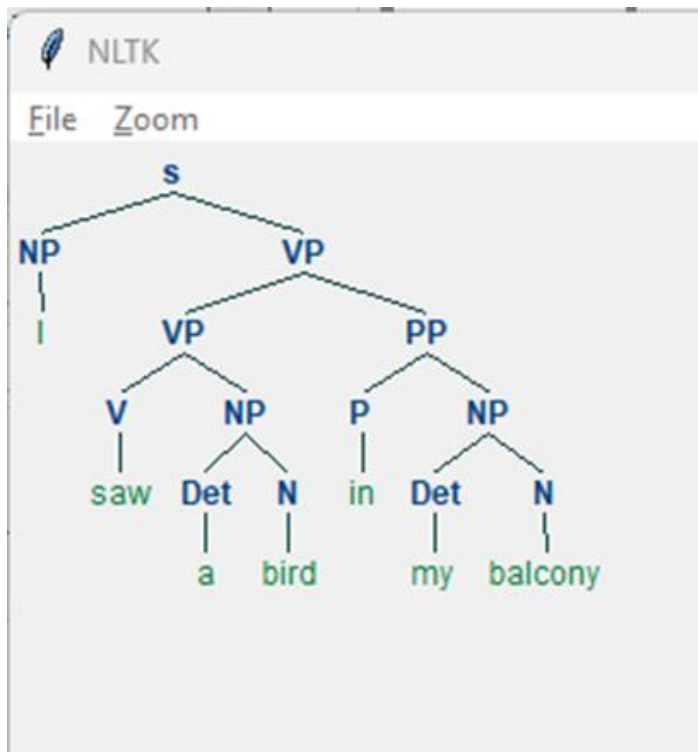 NLTK
File Zoom
s
NP VP
I VP PP
V NP P NP
saw Det N in Det N
a bird my balcony